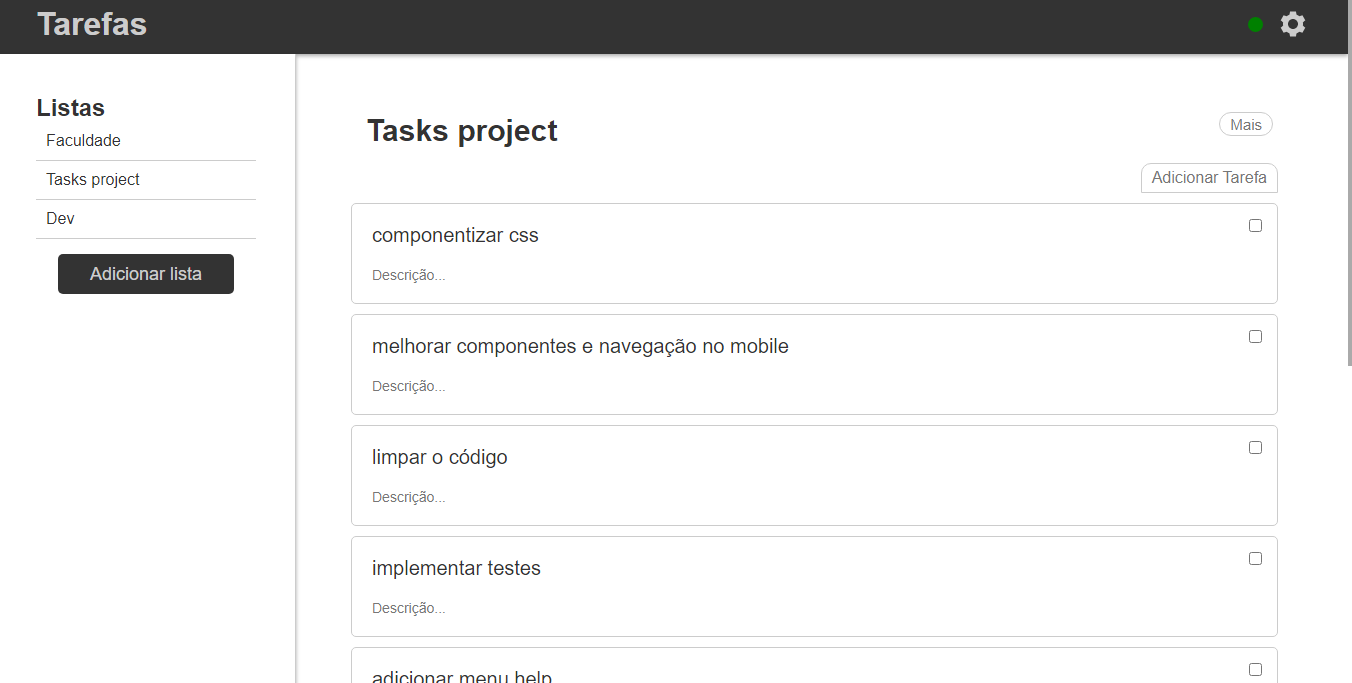 Tarefas
Listas
Faculdade
Tasks project
Dev
Adicionar lista
Tasks project
Mais
Adicionar Tarefa
componentizar css
Descrição...
melhorar componentes e navegação no mobile
Descrição...
limpar o código
Descrição...
implementar testes
Descrição...
adicionar menu help